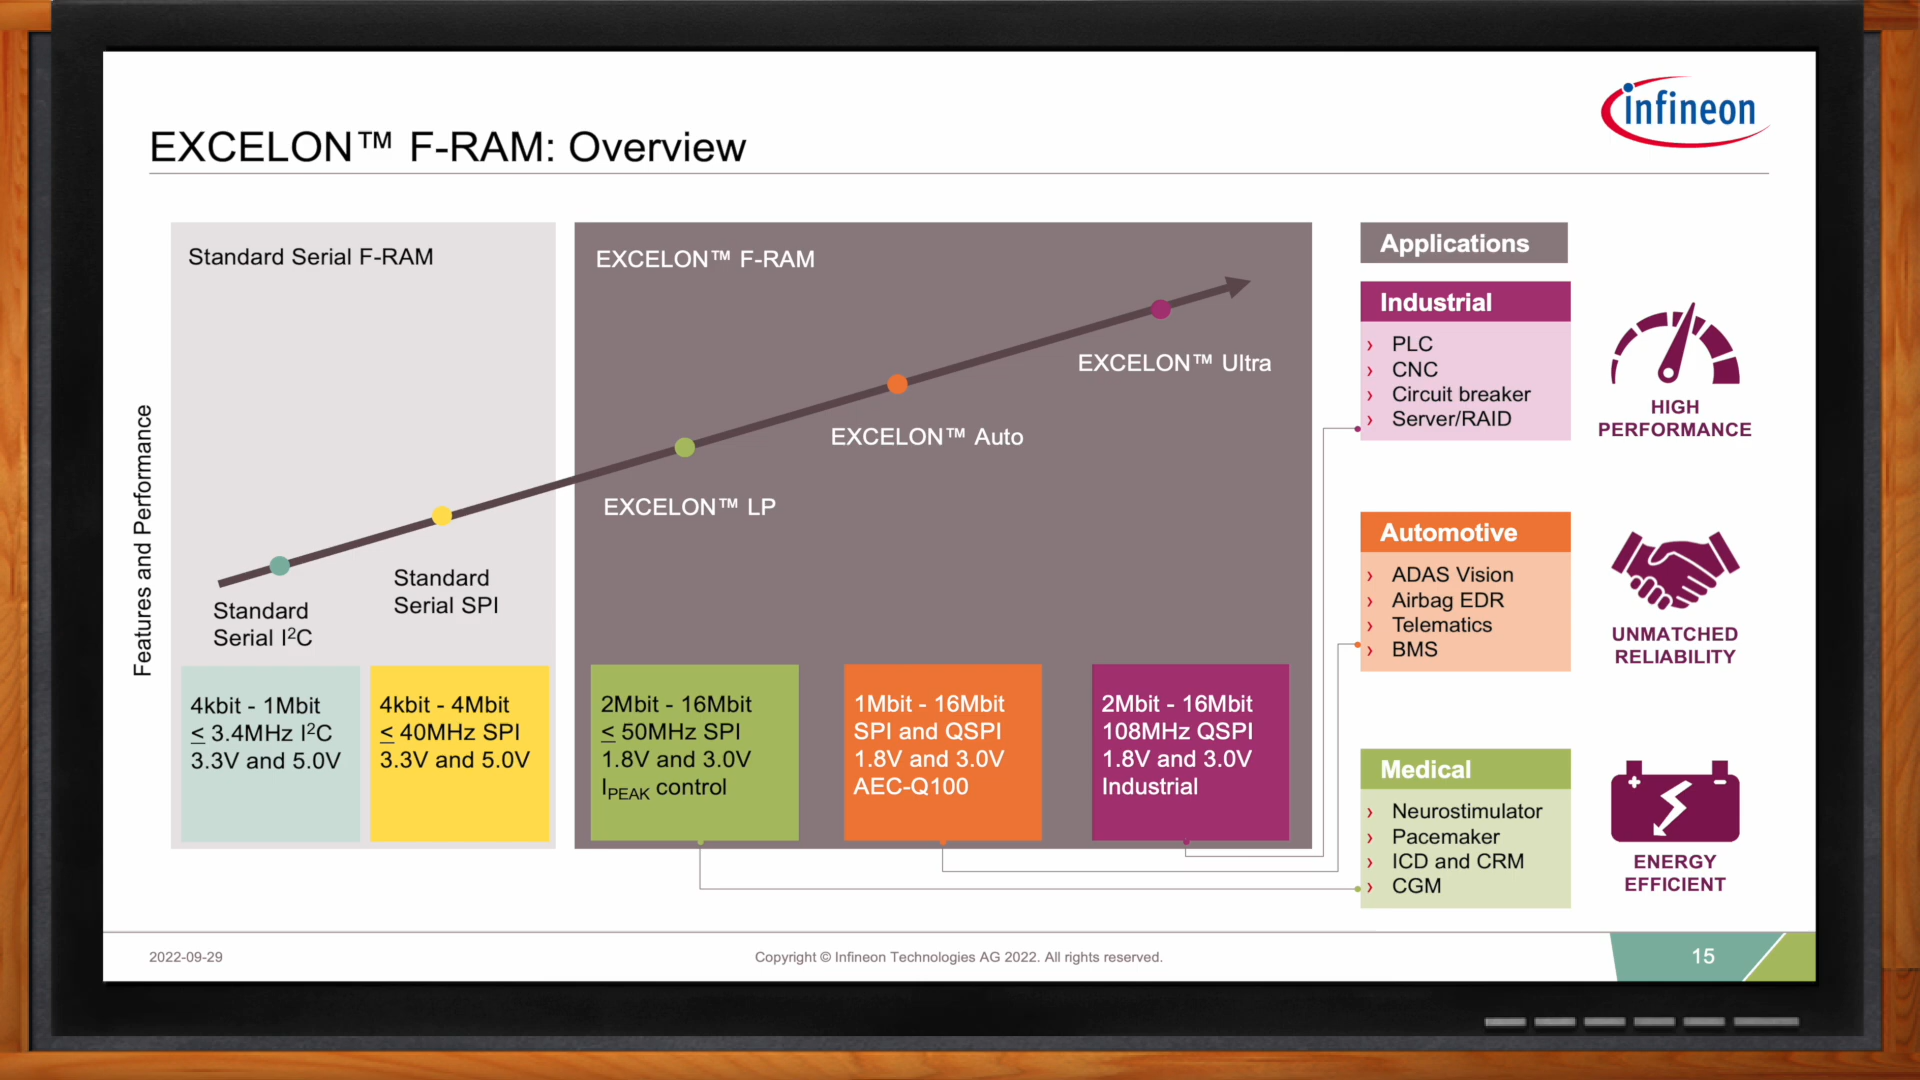 infineon
EXCELON™ F-RAM: Overview
Features and Performance
Standard Serial F-RAM
Standard
Serial I²C
Standard
Serial SPI
4kbit - 1Mbit
≤ 3.4MHz I²C
3.3V and 5.0V
4kbit - 4Mbit
≤ 40MHz SPI
3.3V and 5.0V
EXCELON™ F-RAM
EXCELON™ LP
EXCELON™ Auto
EXCELON™ Ultra
2Mbit - 16Mbit
≤ 50MHz SPI
1.8V and 3.0V
IPEAK control
1Mbit - 16Mbit
SPI and QSPI
1.8V and 3.0V
AEC-Q100
2Mbit - 16Mbit
108MHz QSPI
1.8V and 3.0V
Industrial
Applications
Industrial
› PLC
› CNC
› Circuit breaker
› Server/RAID
HIGH
PERFORMANCE
Automotive
› ADAS Vision
› Airbag EDR
› Telematics
› BMS
UNMATCHED
RELIABILITY
Medical
› Neurostimulator
› Pacemaker
› ICD and CRM
› CGM
ENERGY
EFFICIENT
2022-09-29
Copyright © Infineon Technologies AG 2022. All rights reserved.
15